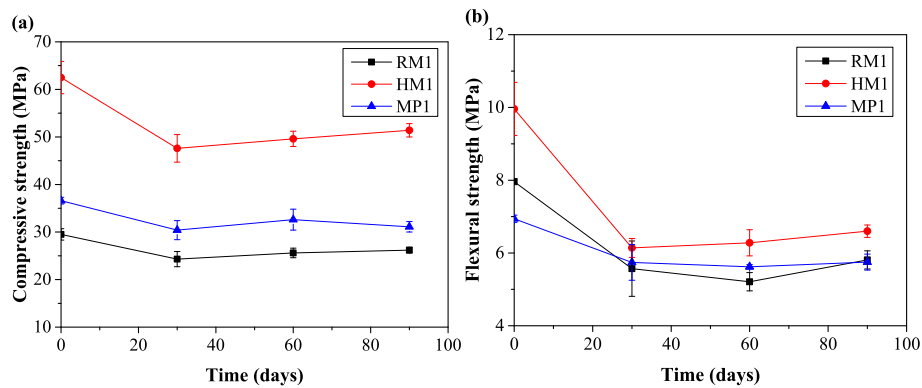 (a)
70
60
50
40
30
20
10
0 20 40 60 80 100
Compressive strength (MPa)
Time (days)
RM1
HM1
MP1
(b)
12
10
8
6
4
0 20 40 60 80 100
Flexural strength (MPa)
Time (days)
RM1
HM1
MP1